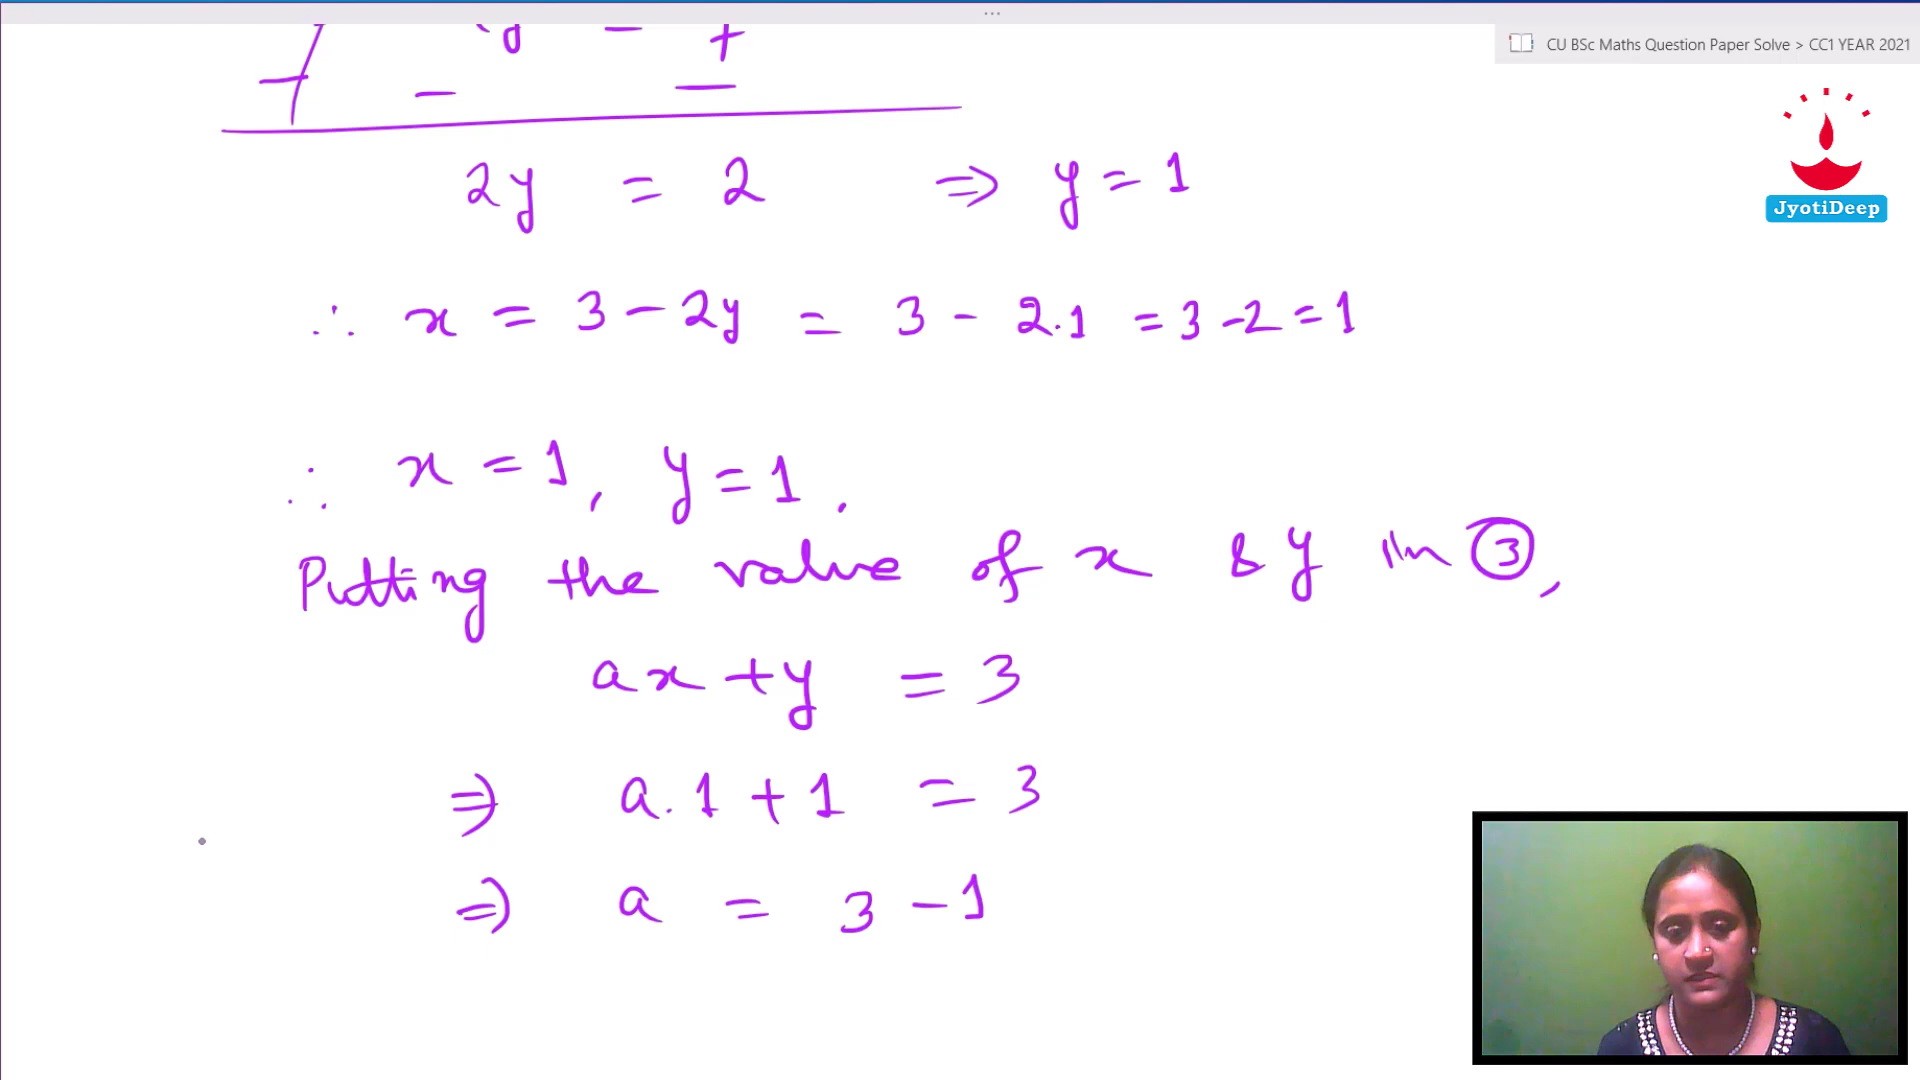 ...
CU BSc Maths Question Paper Solve > CC1 YEAR 2021
JyotiDeep
2y = 2 ⇒ y = 1
∴ x = 3 - 2y = 3 - 2.1 = 3 - 2 = 1
∴ x = 1, y = 1.
Putting the value of x & y in ③,
ax + y = 3
⇒ a.1 + 1 = 3
⇒ a = 3 - 1